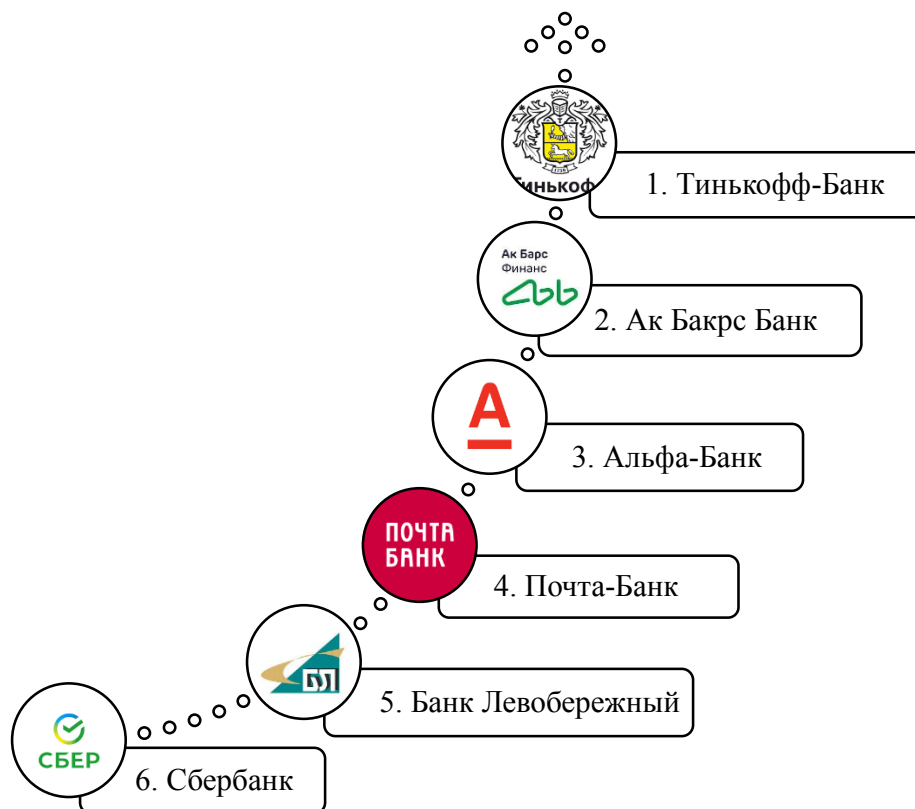 тинькоф
1. Тинькофф-Банк
Ак Барс
Финанс
2. Ак Бакрс Банк
А
3. Альфа-Банк
ПОЧТА
БАНК
4. Почта-Банк
БЛ
5. Банк Левобережный
СБЕР
6. Сбербанк